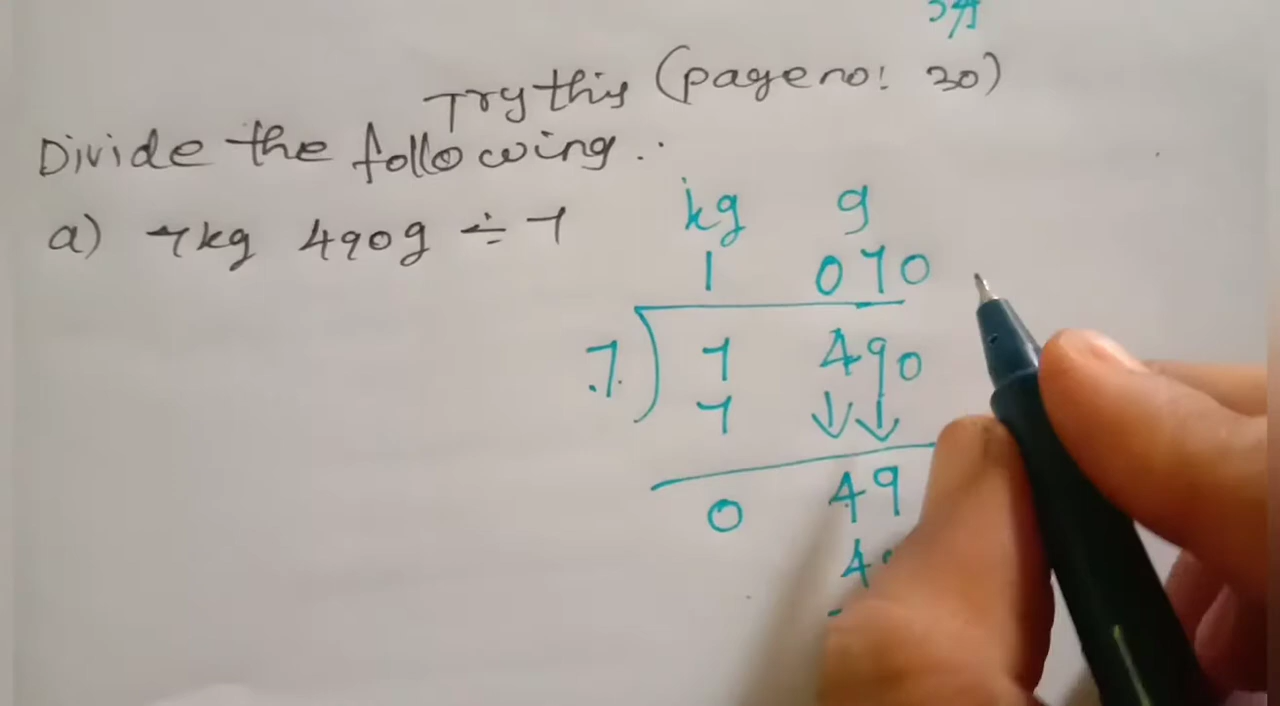 Try this (page no: 30)
Divide the following..
a) 7kg 490g ÷ 7
kg g
1 070
7) 7 490
7 ↓↓
0 49
4